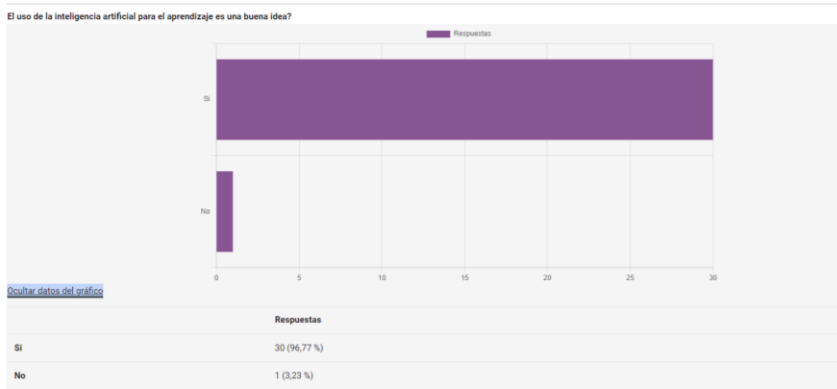 El uso de la inteligencia artificial para el aprendizaje es una buena idea?
Respuestas
Si
No
0 5 10 15 20 25 30
Ocultar datos del gráfico
Respuestas
Si 30 (96,77 %)
No 1 (3,23 %)